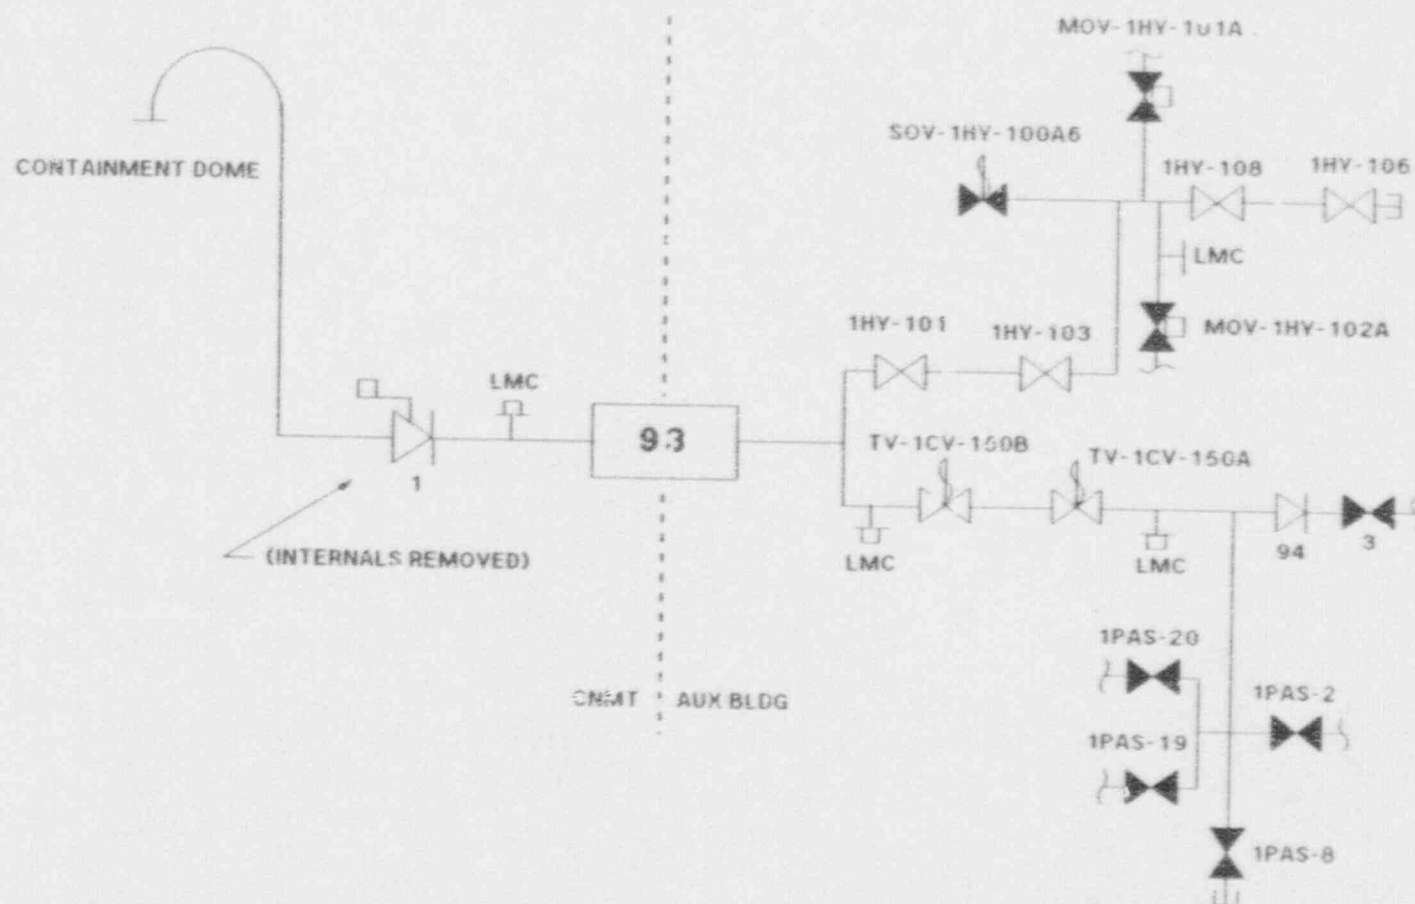 MOV-1HY-101A
SOV-1HY-100A6
1HY-108
1HY-106
CONTAINMENT DOME
LMC
1HY-101
1HY-103
MOV-1HY-102A
LMC
93
TV-1CV-150B
TV-1CV-150A
1
(INTERNALS REMOVED)
LMC
LMC
94
3
1PAS-20
CNMT
AUX BLDG
1PAS-2
1PAS-19
1PAS-8